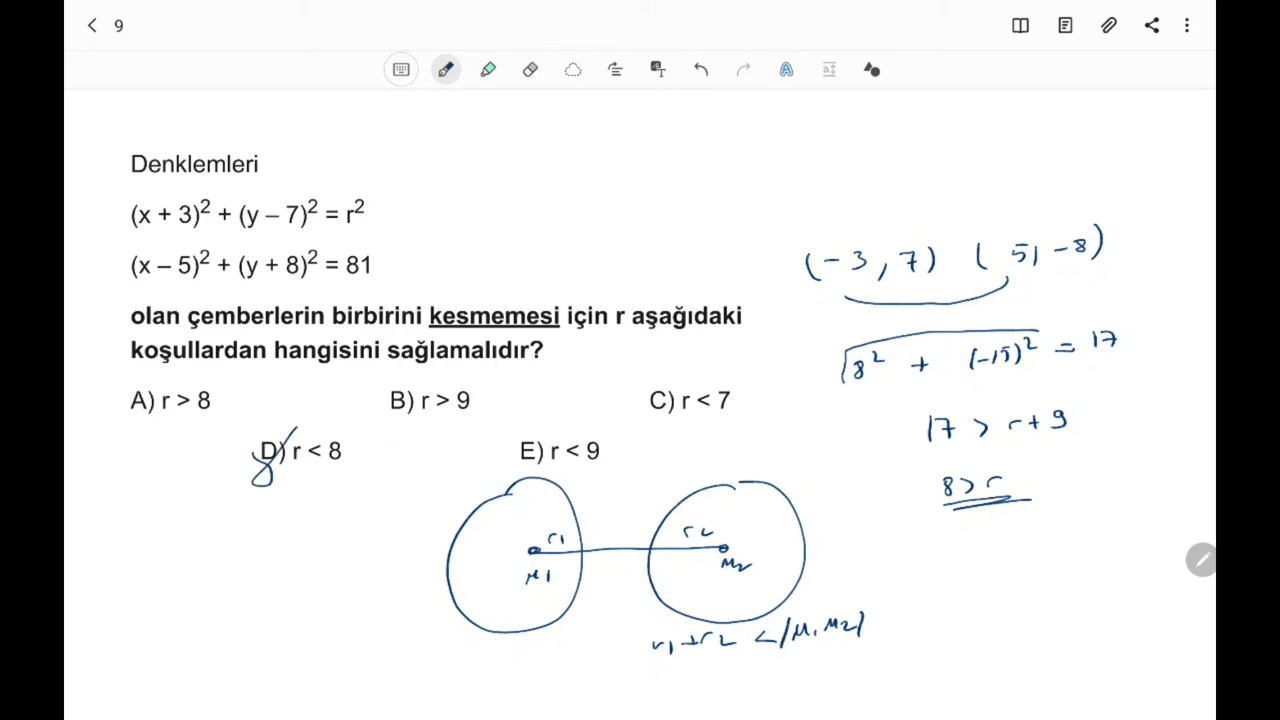 9
Denklemleri
(x + 3)² + (y – 7)² = r²
(x – 5)² + (y + 8)² = 81
olan çemberlerin birbirini kesmemesi için r aşağıdaki
koşullardan hangisini sağlamalıdır?
A) r > 8 B) r > 9 C) r < 7
D) r < 8 E) r < 9
(-3, 7) (5, -8)
√8² + (-15)² = 17
17 > r + 9
8 > r
r1 r2
M1 M2
r1 + r2 < |M1 M2|